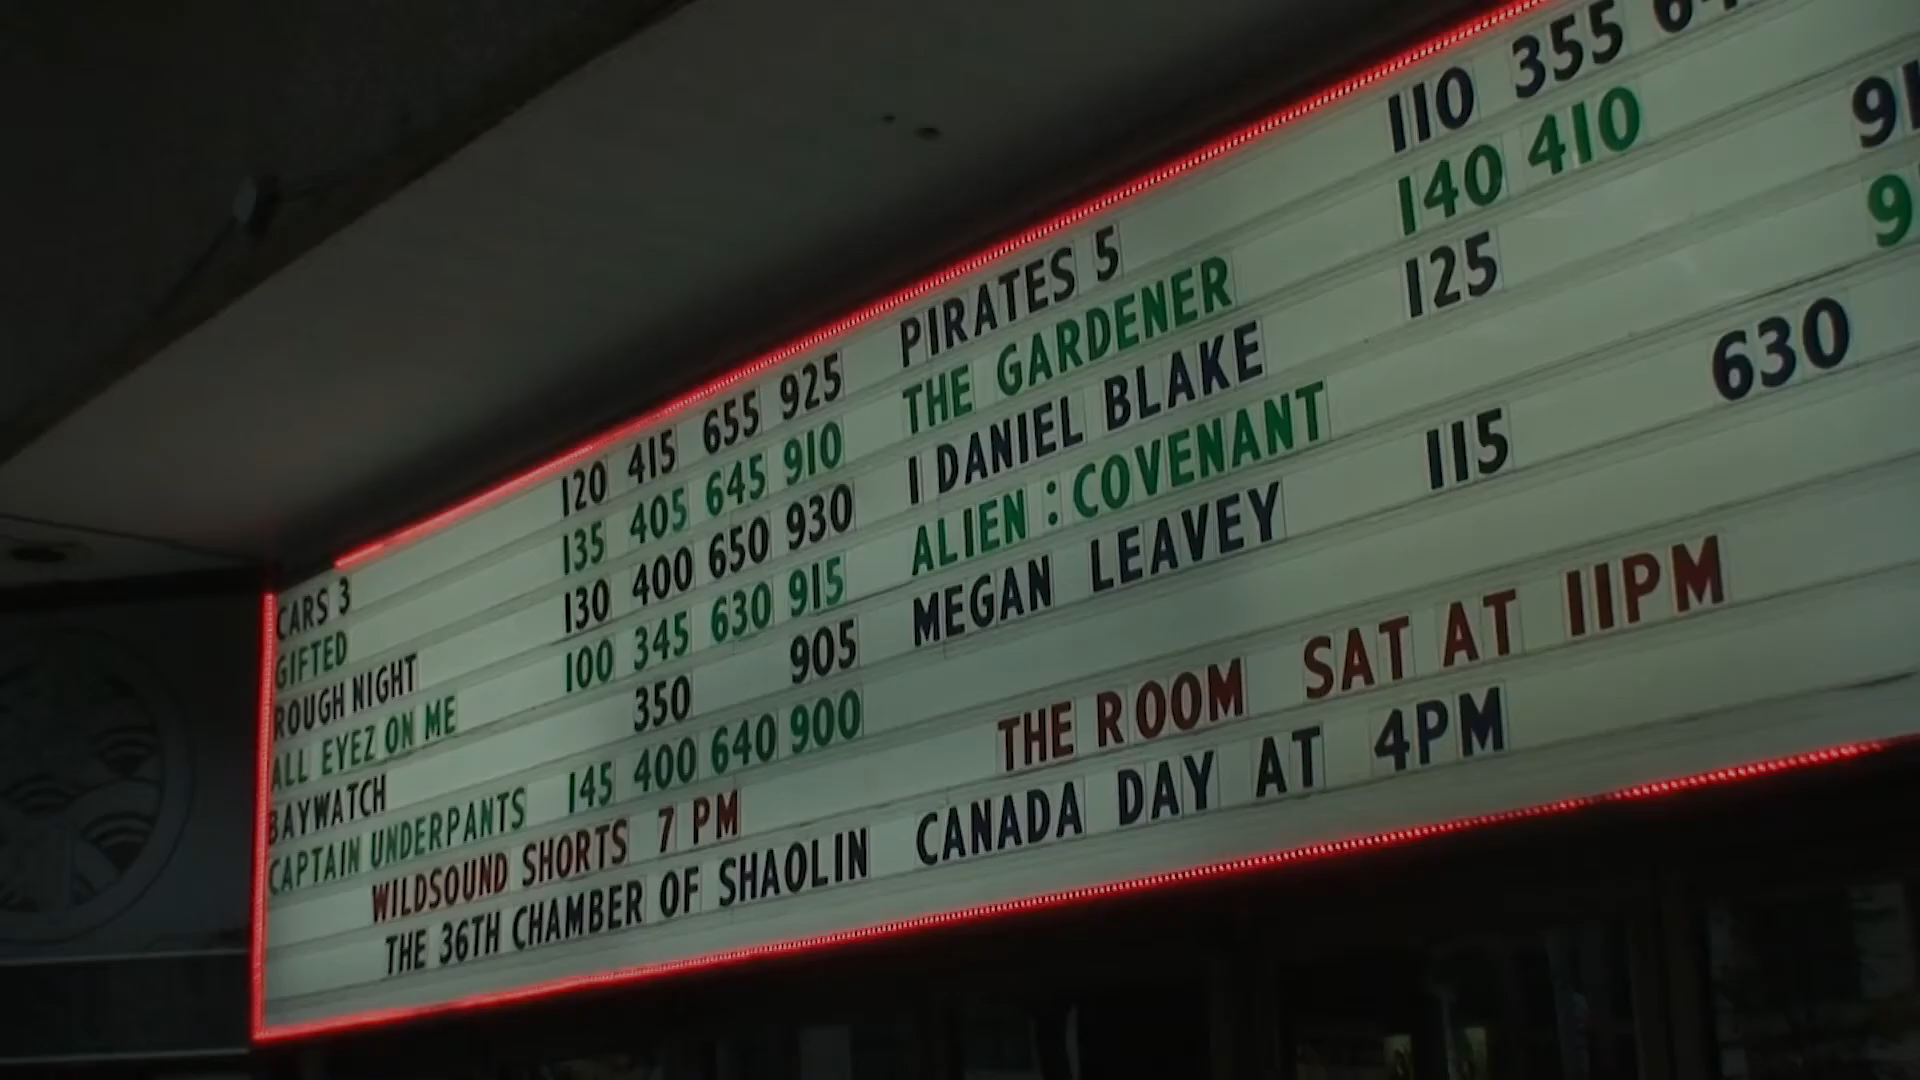 CARS 3 120 415 655 925
GIFTED 135 405 645 910
ROUGH NIGHT 130 400 650 930
ALL EYEZ ON ME 100 345 630 915
BAYWATCH 350 905
CAPTAIN UNDERPANTS 145 400 640 900
WILDSOUND SHORTS 7 PM
THE 36TH CHAMBER OF SHAOLIN CANADA DAY AT 4PM
PIRATES 5 110 355
THE GARDENER 140 410
I DANIEL BLAKE 125
ALIEN : COVENANT
MEGAN LEAVEY 115 630
THE ROOM SAT AT 11PM